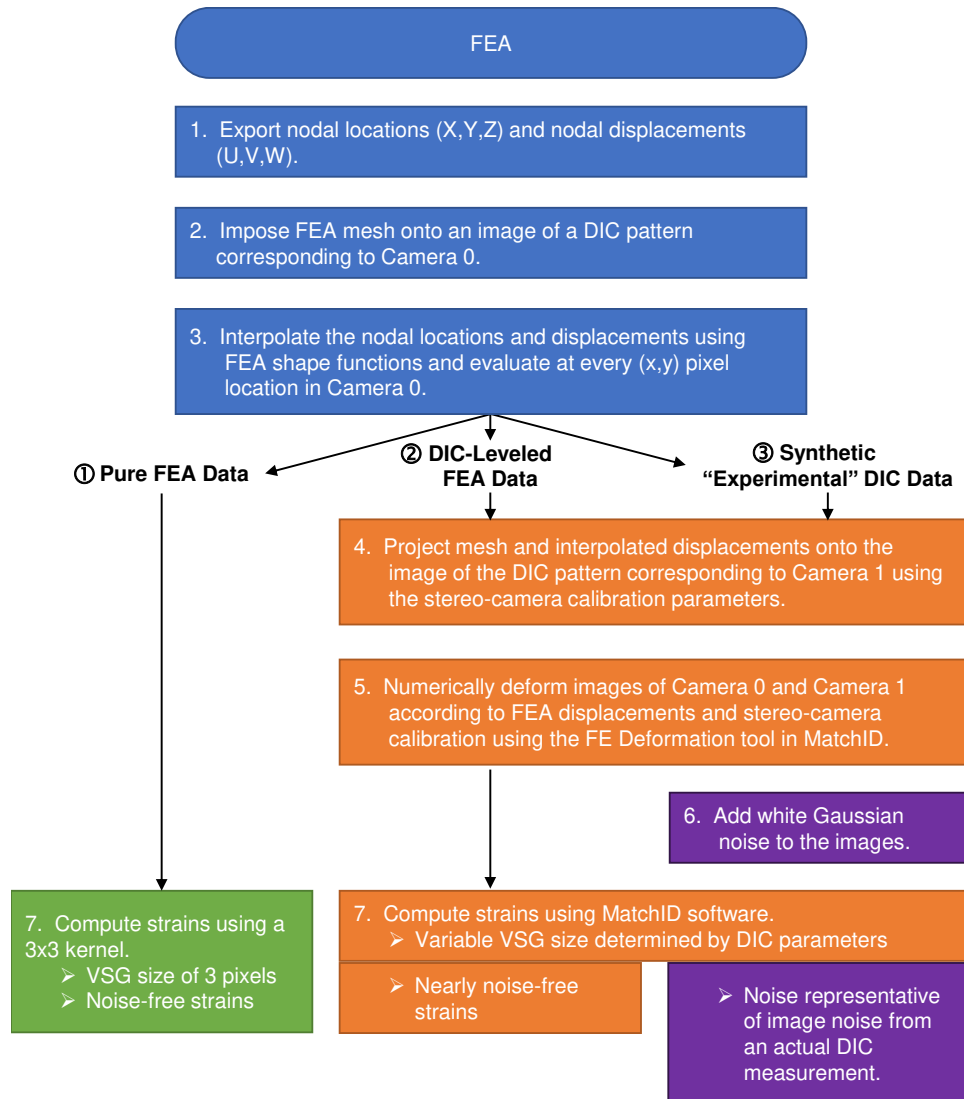 FEA
1. Export nodal locations (X,Y,Z) and nodal displacements
(U,V,W).
2. Impose FEA mesh onto an image of a DIC pattern
corresponding to Camera 0.
3. Interpolate the nodal locations and displacements using
FEA shape functions and evaluate at every (x,y) pixel
location in Camera 0.
① Pure FEA Data
② DIC-Leveled
FEA Data
③ Synthetic
“Experimental” DIC Data
4. Project mesh and interpolated displacements onto the
image of the DIC pattern corresponding to Camera 1 using
the stereo-camera calibration parameters.
5. Numerically deform images of Camera 0 and Camera 1
according to FEA displacements and stereo-camera
calibration using the FE Deformation tool in MatchID.
6. Add white Gaussian
noise to the images.
7. Compute strains using a
3x3 kernel.
➢ VSG size of 3 pixels
➢ Noise-free strains
7. Compute strains using MatchID software.
➢ Variable VSG size determined by DIC parameters
➢ Nearly noise-free
strains
➢ Noise representative
of image noise from
an actual DIC
measurement.